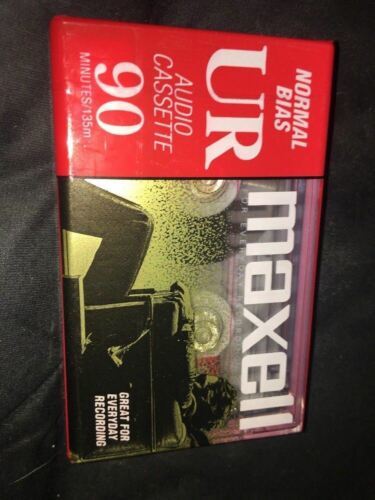 NORMAL
BIAS
UR
AUDIO
CASSETTE
90
MINUTES/135m
maxell
GREAT FOR
EVERYDAY
RECORDING